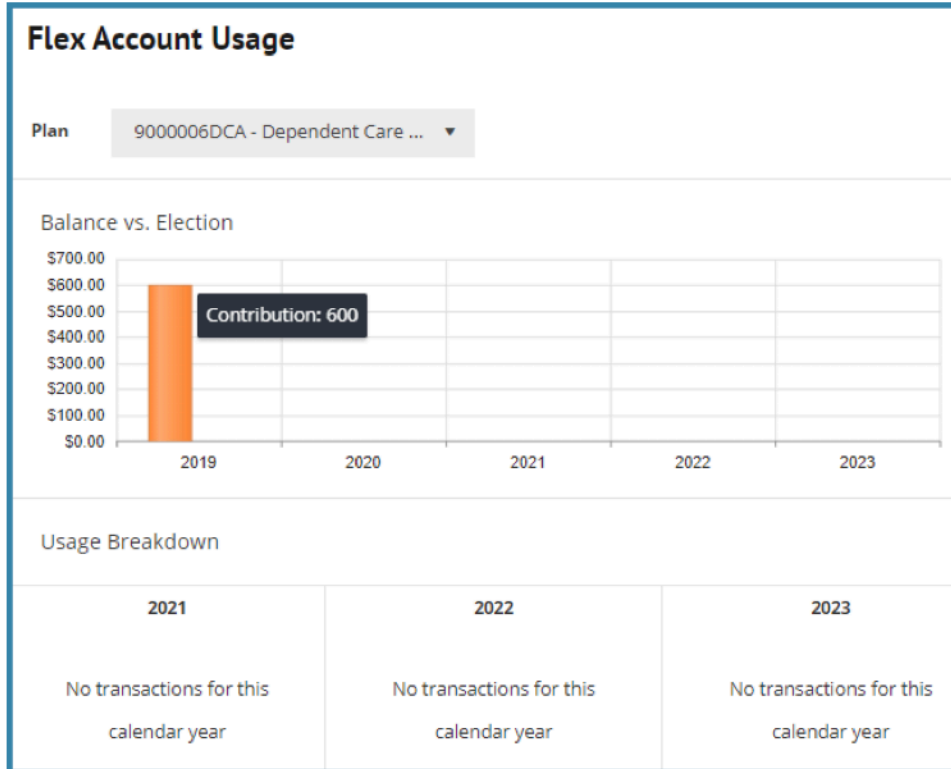 Flex Account Usage
Plan 9000006DCA - Dependent Care ...
Balance vs. Election
$700.00
$600.00
$500.00
$400.00
$300.00
$200.00
$100.00
$0.00
Contribution: 600
2019 2020 2021 2022 2023
Usage Breakdown
2021 2022 2023
No transactions for this No transactions for this No transactions for this
calendar year calendar year calendar year